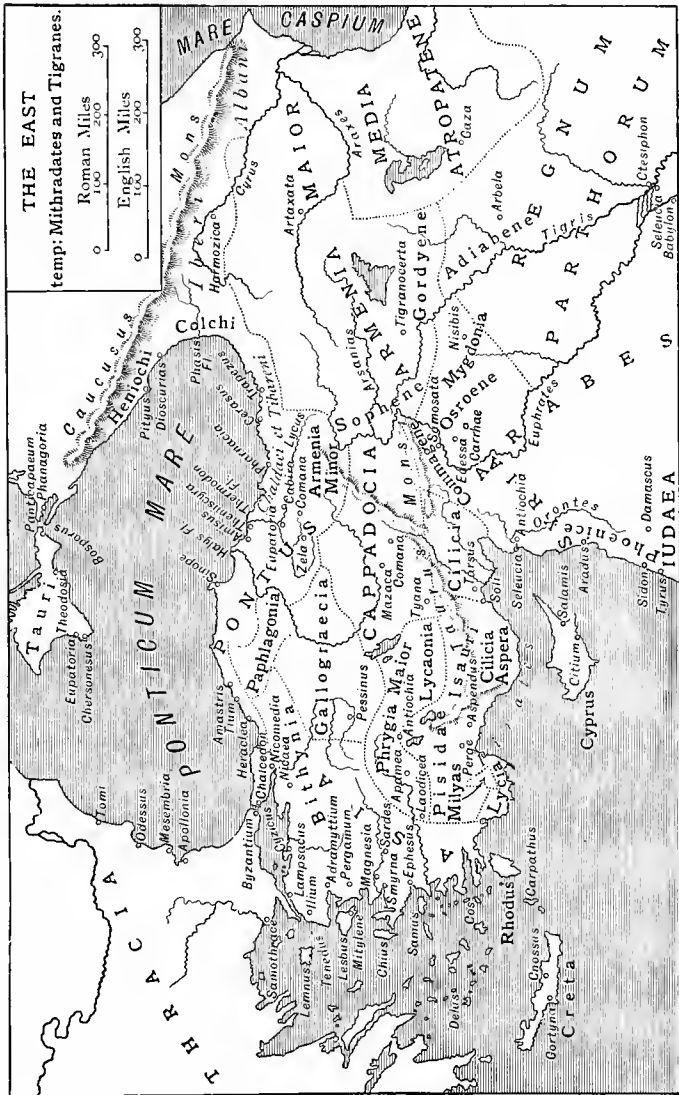 THE EAST
temp: Mithradates and Tigranes.
Roman Miles
0 100 200 300
English Miles
0 100 200 300
MARE CASPIUM
Caucasus Mons
Albani
Iberi
Harmozica
Cyrus
Colchi
Heniochi
Pityus
Dioscurias
Phasis Fl.
Trapezus
Cerasus
Pharnacia
Thermodon Fl.
Themiscyra
Amisus
Halys Fl.
Sinope
Panticapaeum
Phanagoria
Bosporus
Tauri
Theodosia
Eupatoria
Chersonesus
PONTICUM MARE
Tomi
Odessus
Mesembria
Apollonia
THRACIA
Byzantium
Chalcedon
Heraclea
Tium
Amastris
PONTUS
Paphlagonia
Eupatoria
Chaldaei et Tibareni
Cabira
Lycus
Comana
Zela
Armenia Minor
ARMENIA MAIOR
Artaxata
Araxes
MEDIA ATROPATENE
Gaza
Arsanias
Sophene
Tigranocerta
Gordyene
Adiabene
Arbela
Tigris
REGNUM PARTHORUM
Ctesiphon
Seleucia
Babylon
Nisibis
Mygdonia
Osroene
Samosata
Edessa
Carrhae
Commagene
Euphrates
ARABES
CAPPADOCIA
Mazaca
Comana
Tyana
Taurus Mons
Cilicia
Tarsus
Soli
Cilicia Aspera
Isauri
Lycaonia
Gallograecia
Pessinus
Bithynia
Nicomedia
Nidaea
Cyzicus
Lampsacus
Ilium
Adramyttium
Pergamum
Magnesia
Sardes
Smyrna
Ephesus
ASIA
Phrygia Maior
Antiochia
Apamea
Laodicea
Pisidae
Milyas
Perge
Aspendus
Lycia
Samothrace
Lemnus
Tenedus
Lesbus
Mitylene
Chius
Samus
Cos
Delus
Rhodus
Carpathus
Creta
Cnossus
Gortyna
Cyprus
Salamis
Citium
SYRIA
Antiochia
Seleucia
Orontes
Aradus
Phoenice
Damascus
Sidon
Tyrus
IUDAEA